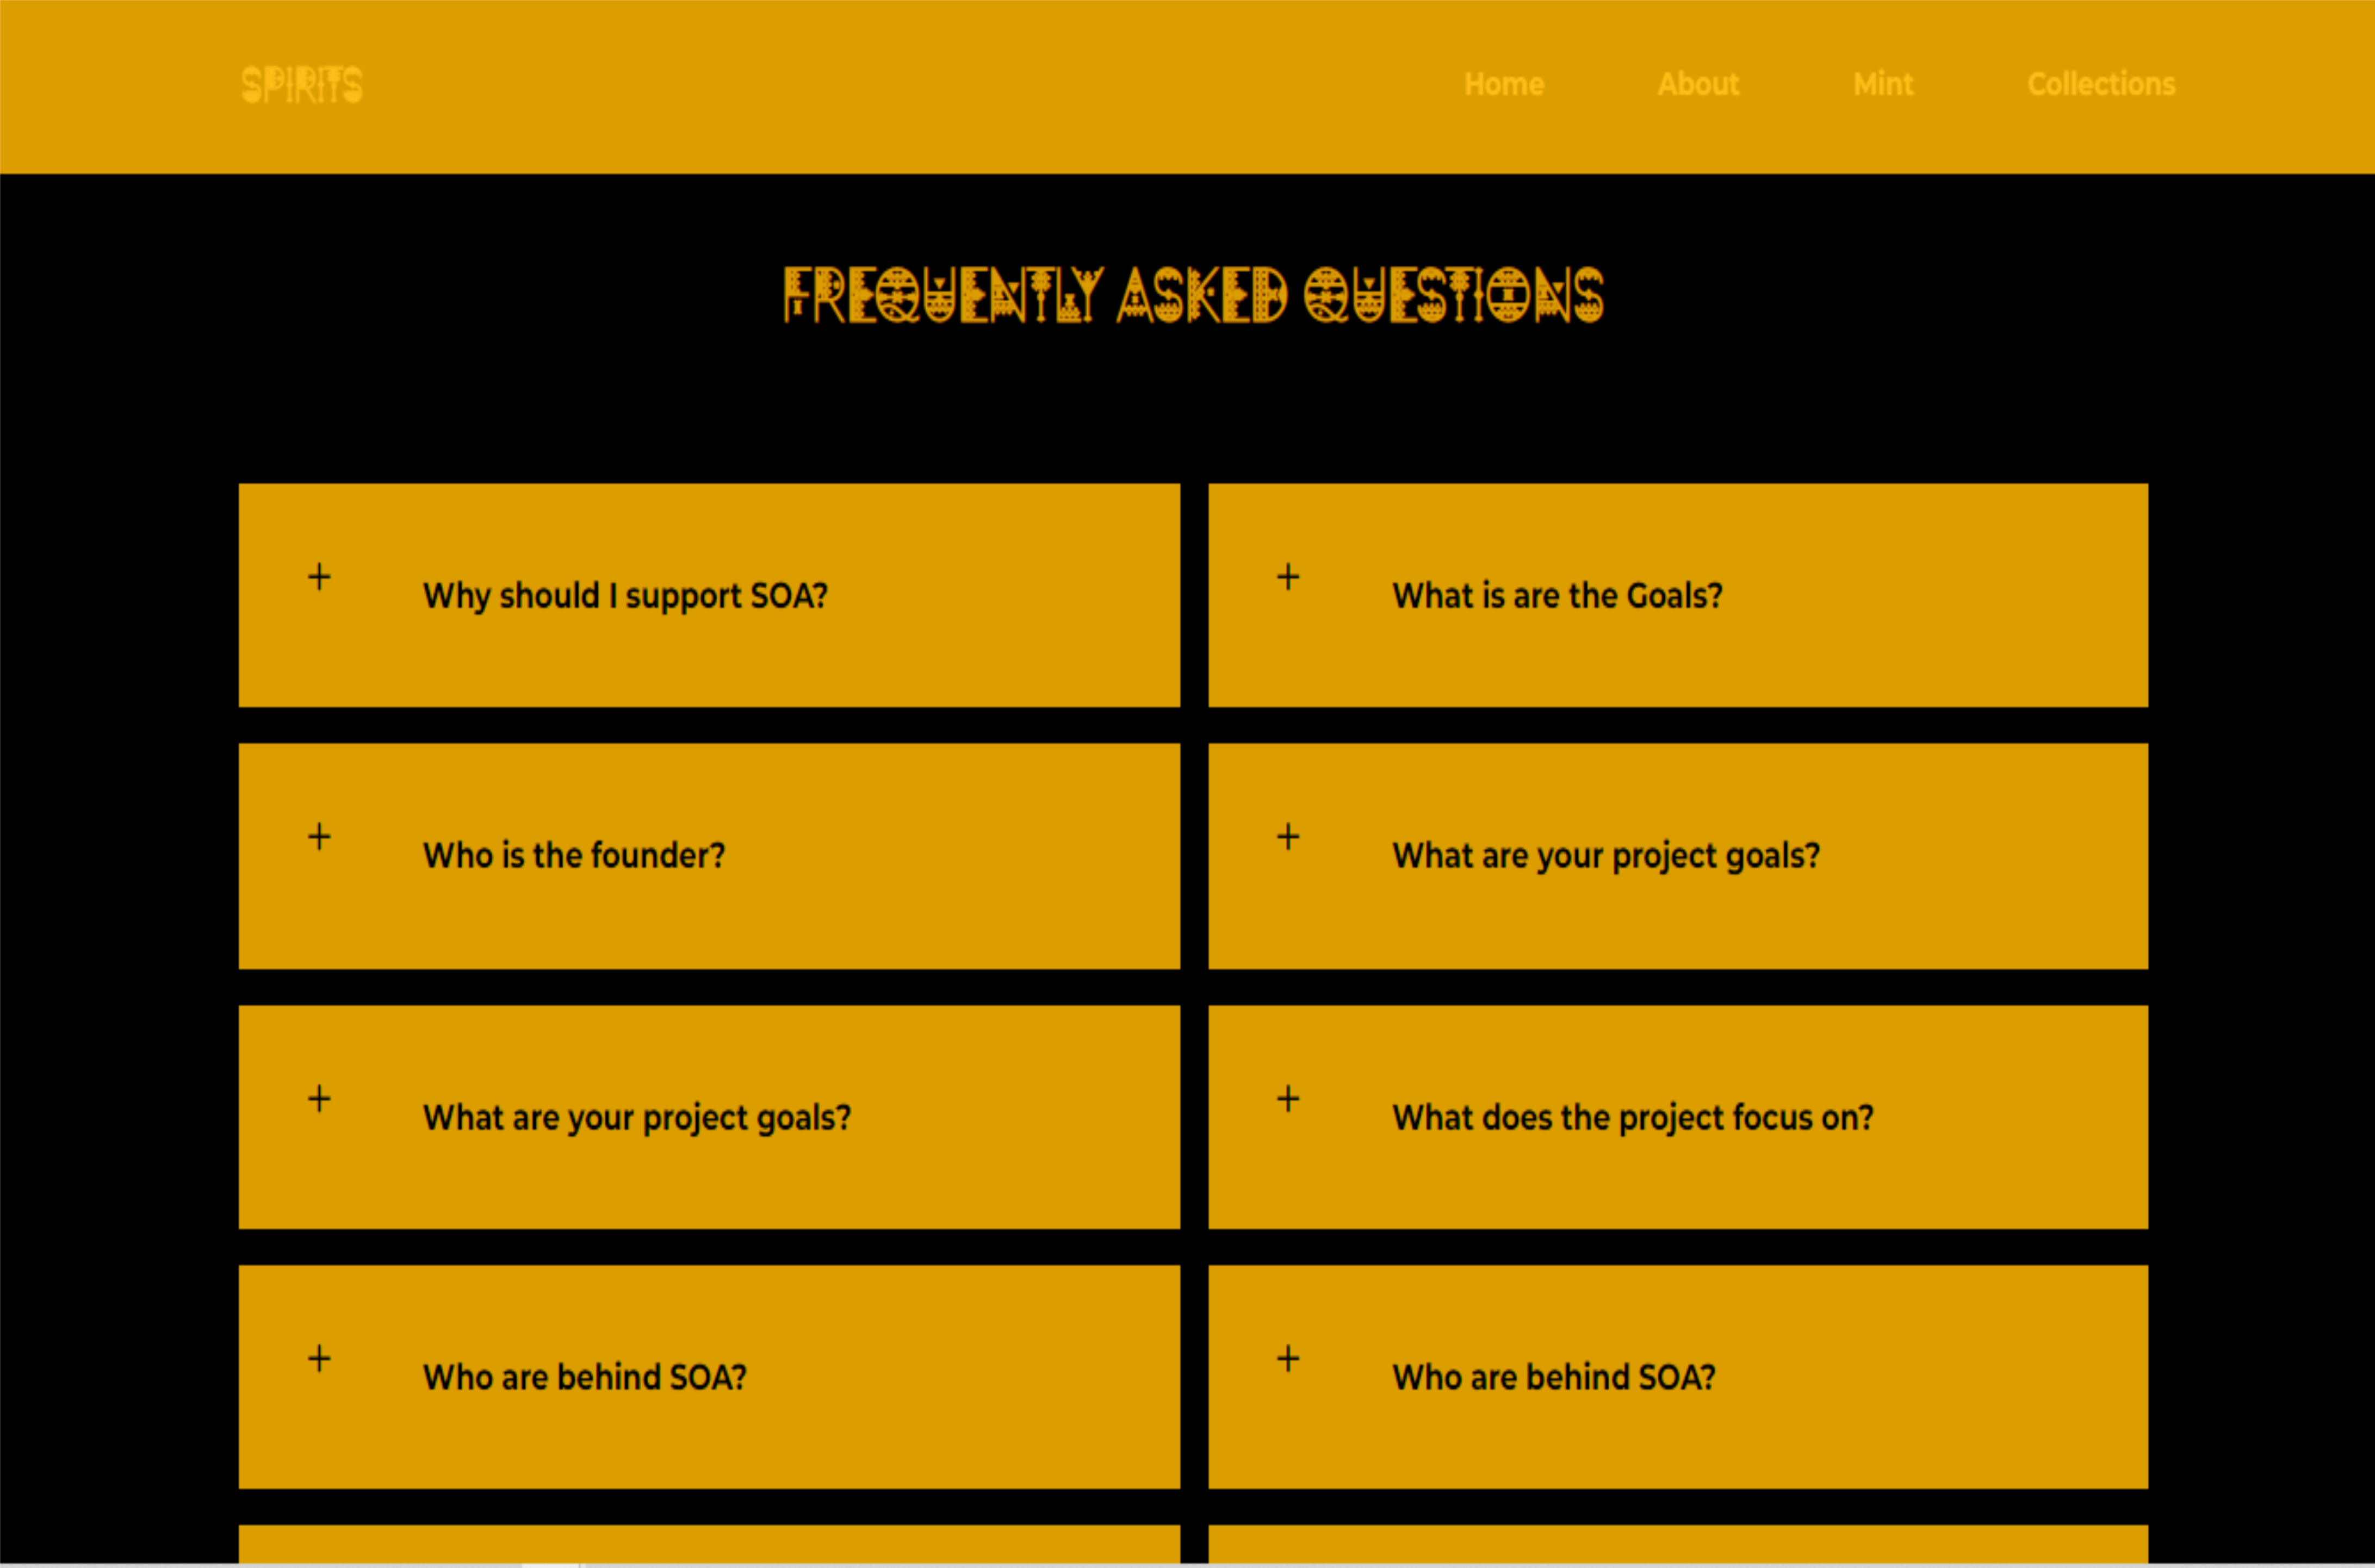 SPIRITS
Home About Mint Collections
FREQUENTLY ASKED QUESTIONS
+ Why should I support SOA?
+ What is are the Goals?
+ Who is the founder?
+ What are your project goals?
+ What are your project goals?
+ What does the project focus on?
+ Who are behind SOA?
+ Who are behind SOA?